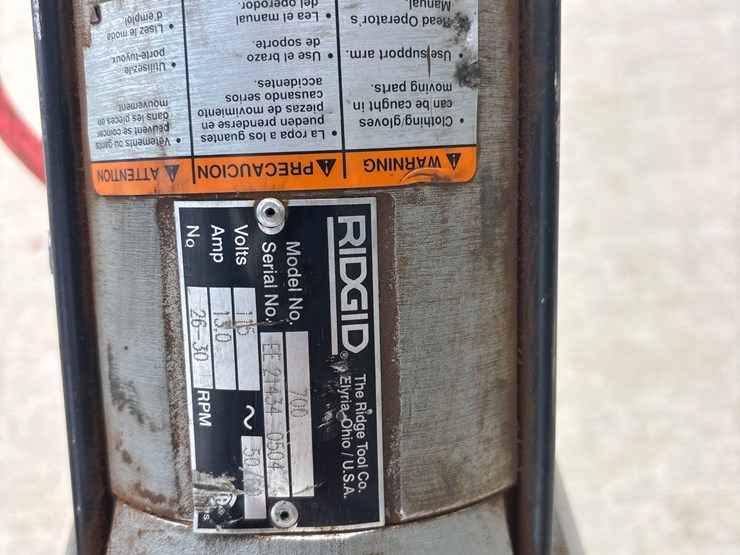 WARNING
• Clothing/gloves
can be caught in
moving parts.
• Use support arm.
• Read Operator's
Manual.
PRECAUCION
• La ropa a los guantes
pueden prenderse en
piezas de movimiento
causando serios
accidentes.
• Use el brazo
de soporte.
• Lea el manual
del operador.
ATTENTION
• Vêtements ou gants
peuvent se coincer
dans les pièces en
mouvement.
• Utilisez-le
porte-tuyoux
• Lisez le mode
d'emploi
RIDGID®
The Ridge Tool Co.
Elyria, Ohio / U.S.A.
Model No. 700
Serial No. EE 21434 0504
Volts 115 ~
Amp 13.0
No 26-30 RPM